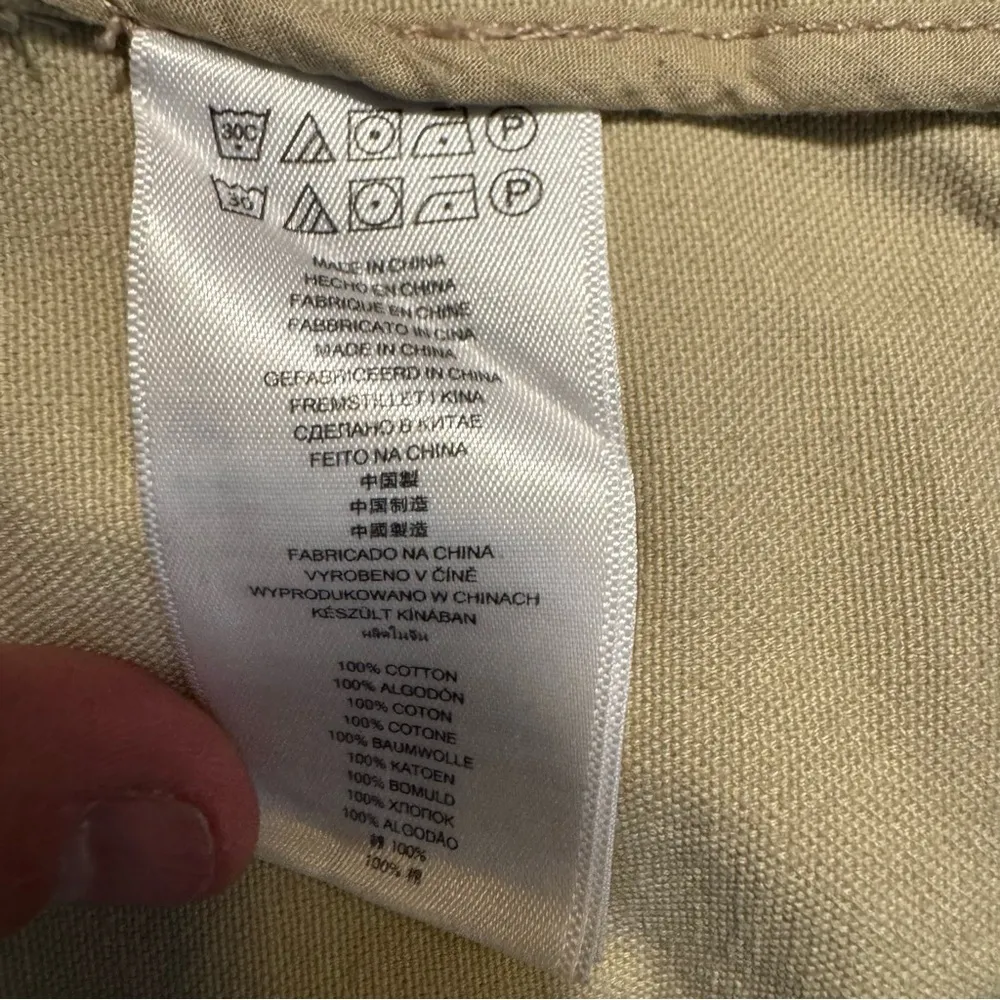 30C P
30 P
MADE IN CHINA
HECHO EN CHINA
FABRIQUE EN CHINE
FABBRICATO IN CINA
MADE IN CHINA
GEFABRICEERD IN CHINA
FREMSTILLET I KINA
СДЕЛАНО В КИТАЕ
FEITO NA CHINA
中国製
中国制造
中國製造
FABRICADO NA CHINA
VYROBENO V ČÍNĚ
WYPRODUKOWANO W CHINACH
KÉSZÜLT KÍNÁBAN
ผลิตในจีน
100% COTTON
100% ALGODÓN
100% COTON
100% COTONE
100% BAUMWOLLE
100% KATOEN
100% BOMULD
100% ХЛОПОК
100% ALGODÃO
綿 100%
100% 棉